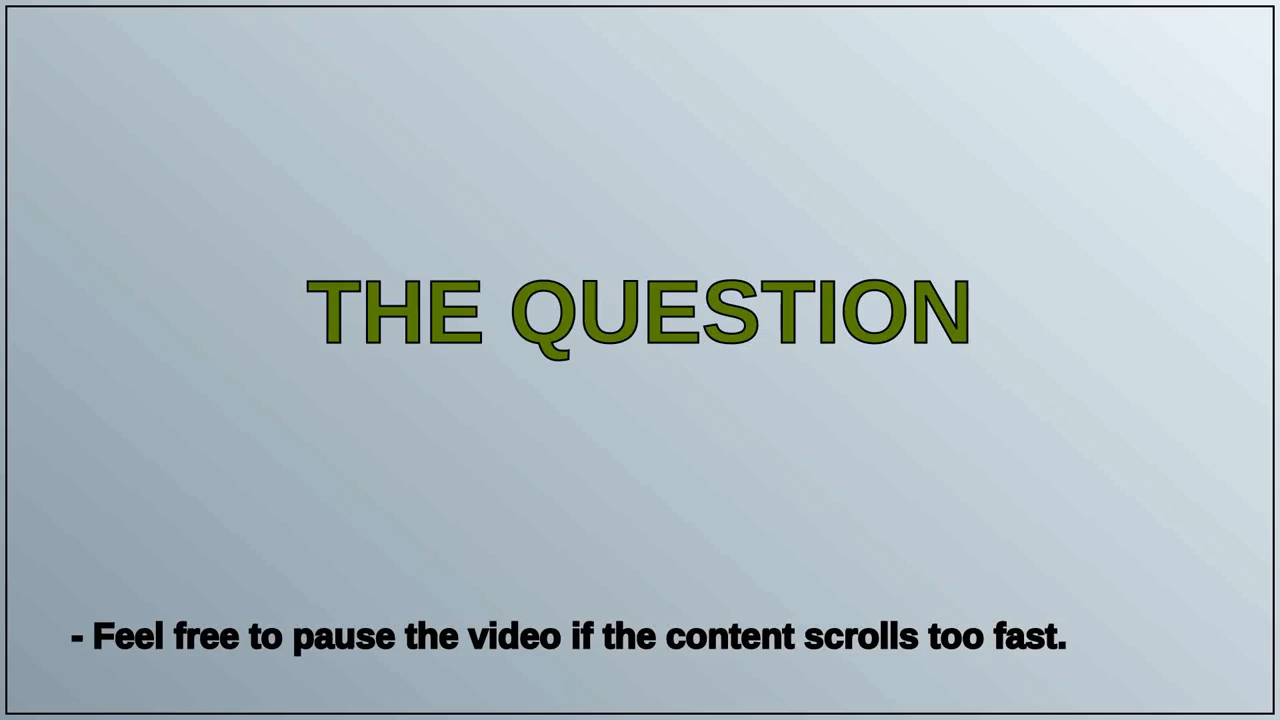 THE QUESTION
- Feel free to pause the video if the content scrolls too fast.